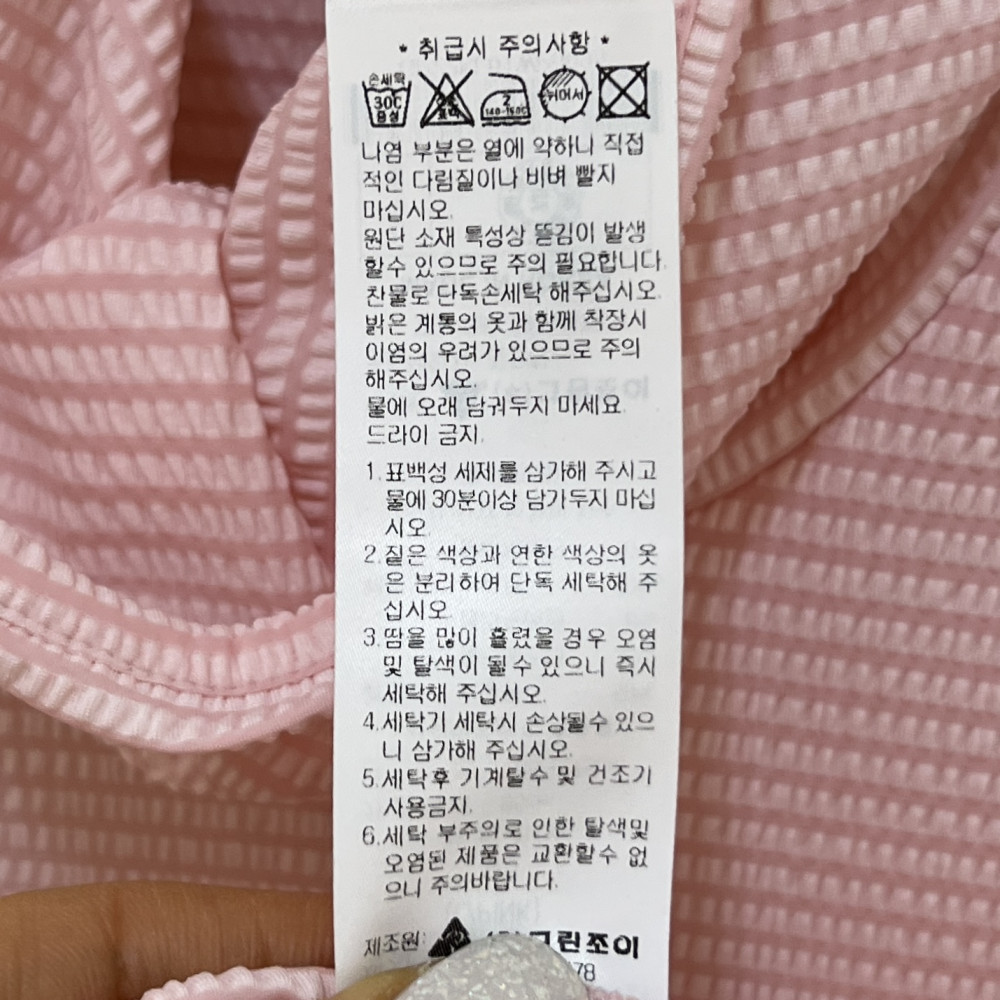 * 취급시 주의사항 *
손세탁
30C
중성
2
140-160C
뉘어서
나염 부분은 열에 약하니 직접
적인 다림질이나 비벼 빨지
마십시오.
원단 소재 특성상 뜯김이 발생
할수 있으므로 주의 필요합니다.
찬물로 단독손세탁 해주십시오.
밝은 계통의 옷과 함께 착장시
이염의 우려가 있으므로 주의
해주십시오.
물에 오래 담궈두지 마세요.
드라이 금지.
1.표백성 세제를 삼가해 주시고
물에 30분이상 담가두지 마십
시오.
2.짙은 색상과 연한 색상의 옷
은 분리하여 단독 세탁해 주
십시오.
3.땀을 많이 흘렸을 경우 오염
및 탈색이 될수 있으니 즉시
세탁해 주십시오.
4.세탁기 세탁시 손상될수 있으
니 삼가해 주십시오.
5.세탁후 기계탈수 및 건조기
사용금지.
6.세탁 부주의로 인한 탈색및
오염된 제품은 교환할수 없
으니 주의바랍니다.
제조원: 그린조이
78